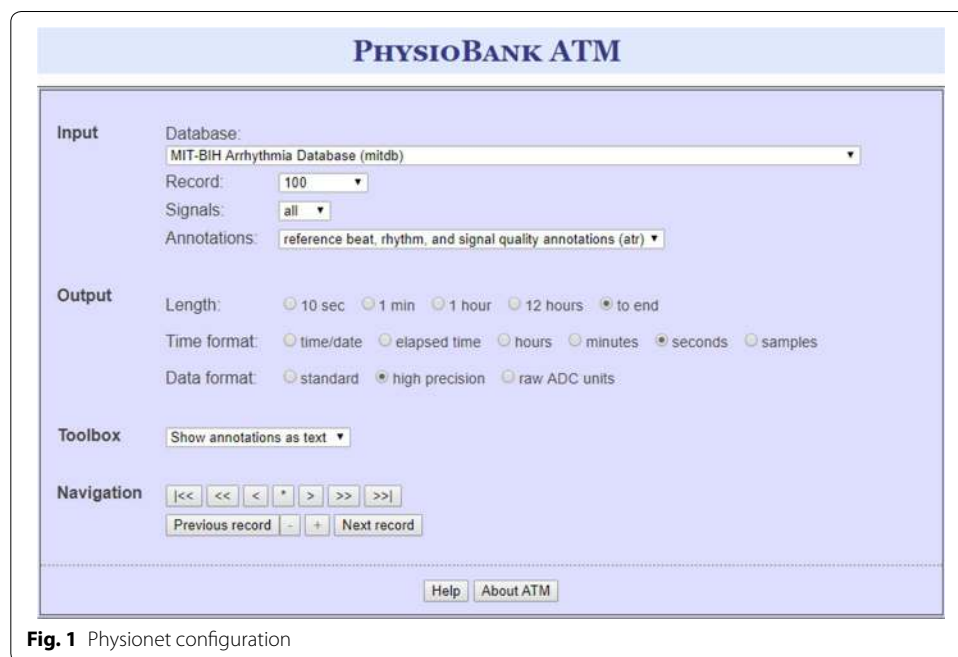 PHYSIOBANK ATM
Input Database:
MIT-BIH Arrhythmia Database (mitdb)
Record: 100
Signals: all
Annotations: reference beat, rhythm, and signal quality annotations (atr)
Output Length: 10 sec 1 min 1 hour 12 hours to end
Time format: time/date elapsed time hours minutes seconds samples
Data format: standard high precision raw ADC units
Toolbox Show annotations as text
Navigation |<< << < * > >> >>|
Previous record - + Next record
Help About ATM
Fig. 1 Physionet configuration